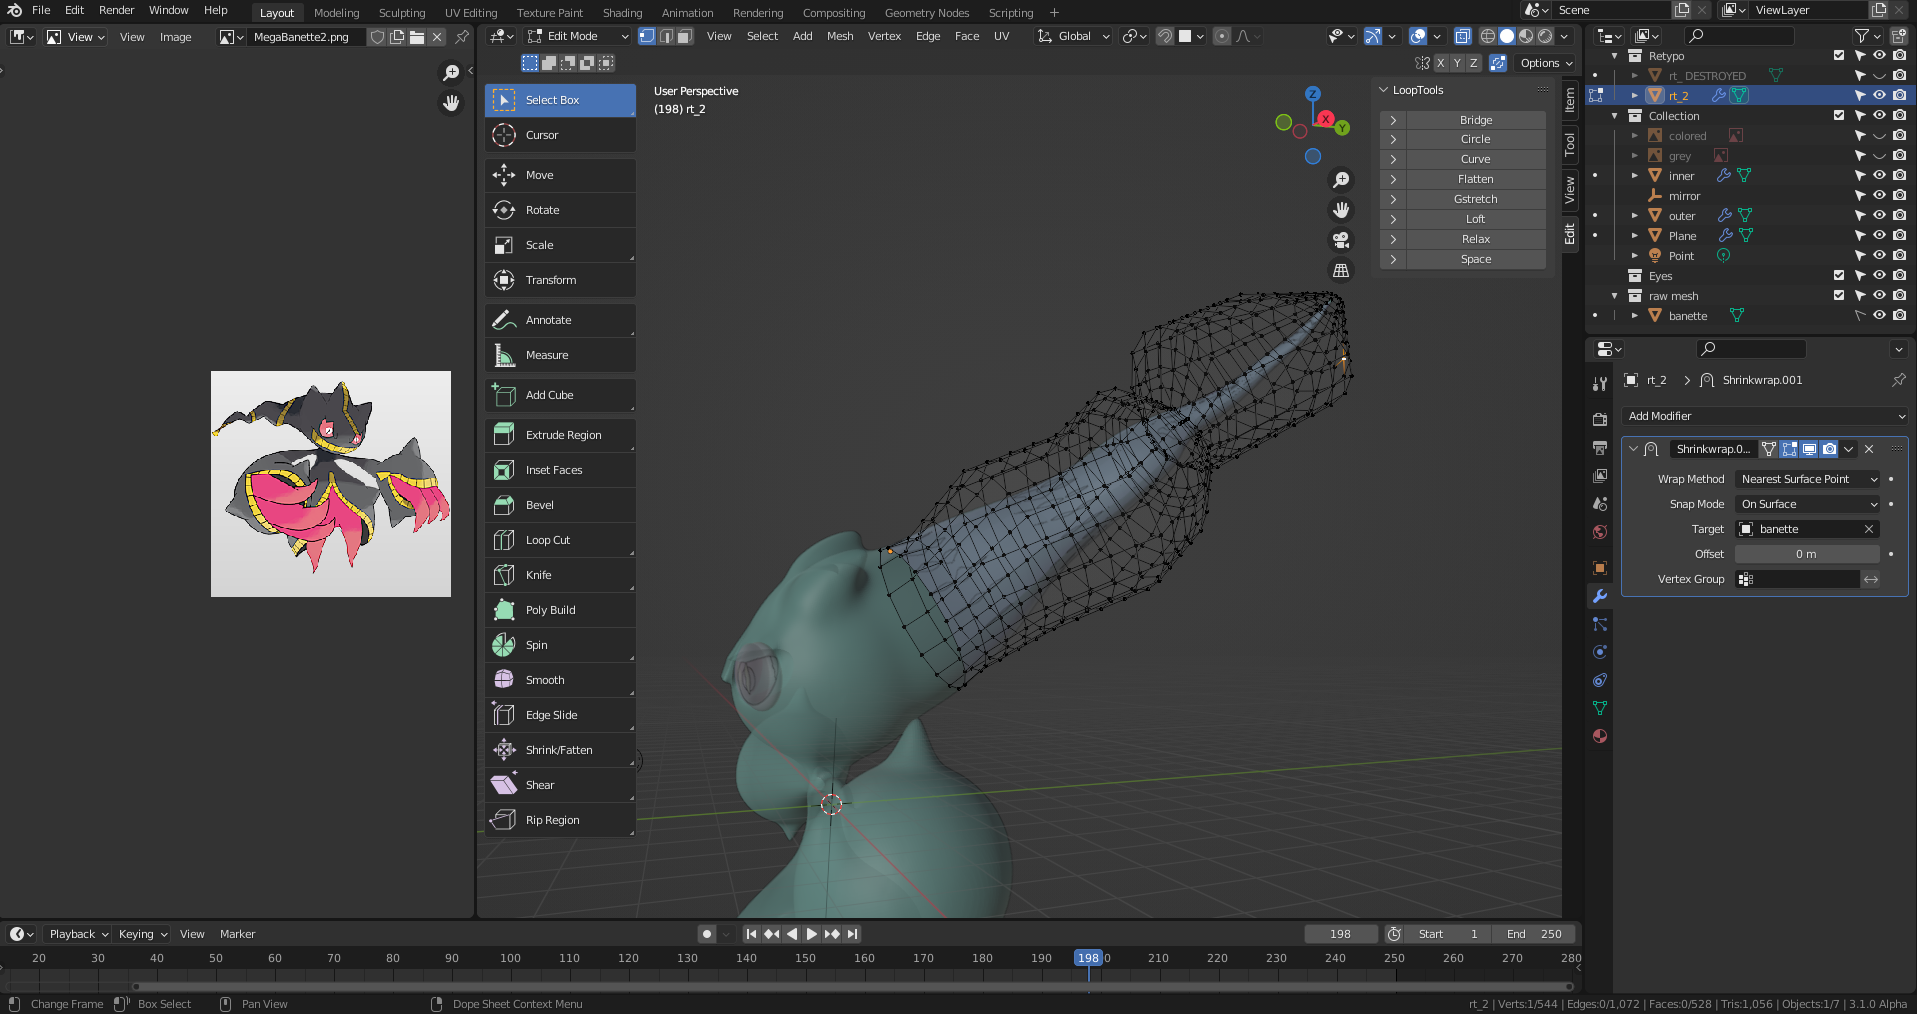 File Edit Render Window Help Layout Modeling Sculpting UV Editing Texture Paint Shading Animation Rendering Compositing Geometry Nodes Scripting + Scene ViewLayer
View View Image MegaBanette2.png Edit Mode View Select Add Mesh Vertex Edge Face UV Global
X Y Z Options
Select Box
Cursor
Move
Rotate
Scale
Transform
Annotate
Measure
Add Cube
Extrude Region
Inset Faces
Bevel
Loop Cut
Knife
Poly Build
Spin
Smooth
Edge Slide
Shrink/Fatten
Shear
Rip Region
User Perspective
(198) rt_2
Z
X
Y
LoopTools
Bridge
Circle
Curve
Flatten
Gstretch
Loft
Relax
Space
Item
Tool
View
Edit
Retypo
rt_ DESTROYED
rt_2
Collection
colored
grey
inner
mirror
outer
Plane
Point
Eyes
raw mesh
banette
rt_2 Shrinkwrap.001
Add Modifier
Shrinkwrap.0...
Wrap Method Nearest Surface Point
Snap Mode On Surface
Target banette
Offset 0 m
Vertex Group
Playback Keying View Marker 198 Start 1 End 250
20 30 40 50 60 70 80 90 100 110 120 130 140 150 160 170 180 190 198 0 210 220 230 240 250 260 270 280
Change Frame Box Select Pan View Dope Sheet Context Menu rt_2 | Verts:1/544 | Edges:0/1,072 | Faces:0/528 | Tris:1,056 | Objects:1/7 | 3.1.0 Alpha